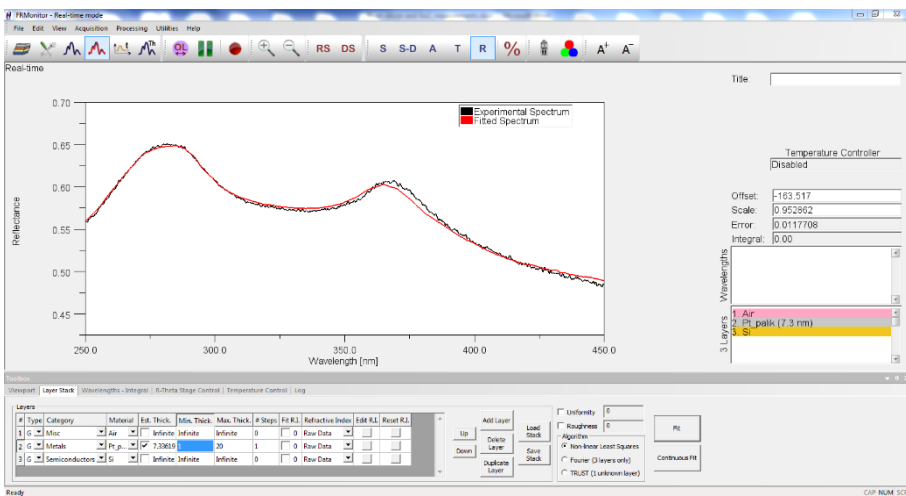 FRMonitor - Real-time mode
File Edit View Acquisition Processing Utilities Help
Th OL RS DS S S-D A T R % A+ A-
Real-time
Title:
0.70
0.65
0.60
0.55
0.50
0.45
Reflectance
Experimental Spectrum
Fitted Spectrum
250.0 300.0 350.0 400.0 450.0
Wavelength [nm]
Temperature Controller
Disabled
Offset: -163.517
Scale: 0.952862
Error: 0.0117708
Integral: 0.00
Wavelengths
3 Layers
1. Air
2. Pt_palik (7.3 nm)
3. Si
Toolbox
Viewport Layer Stack Wavelengths - Integral R-Theta Stage Control Temperature Control Log
Layers
# Type Category Material Est. Thick. Min. Thick. Max. Thick. # Steps Fit R.I. Refractive Index Edit R.I. Reset R.I.
1 G Misc Air Infinite Infinite Infinite 0 0 Raw Data
2 G Metals Pt_p... 7.33619 20 1 0 Raw Data
3 G Semiconductors Si Infinite Infinite Infinite 0 0 Raw Data
Up
Down
Add Layer
Delete Layer
Duplicate Layer
Load Stack
Save Stack
Uniformity 0
Roughness 0
Algorithm
Non-linear Least Squares
Fourier (3 layers only)
TRUST (1 unknown layer)
Fit
Continuous Fit
Ready
CAP NUM SC